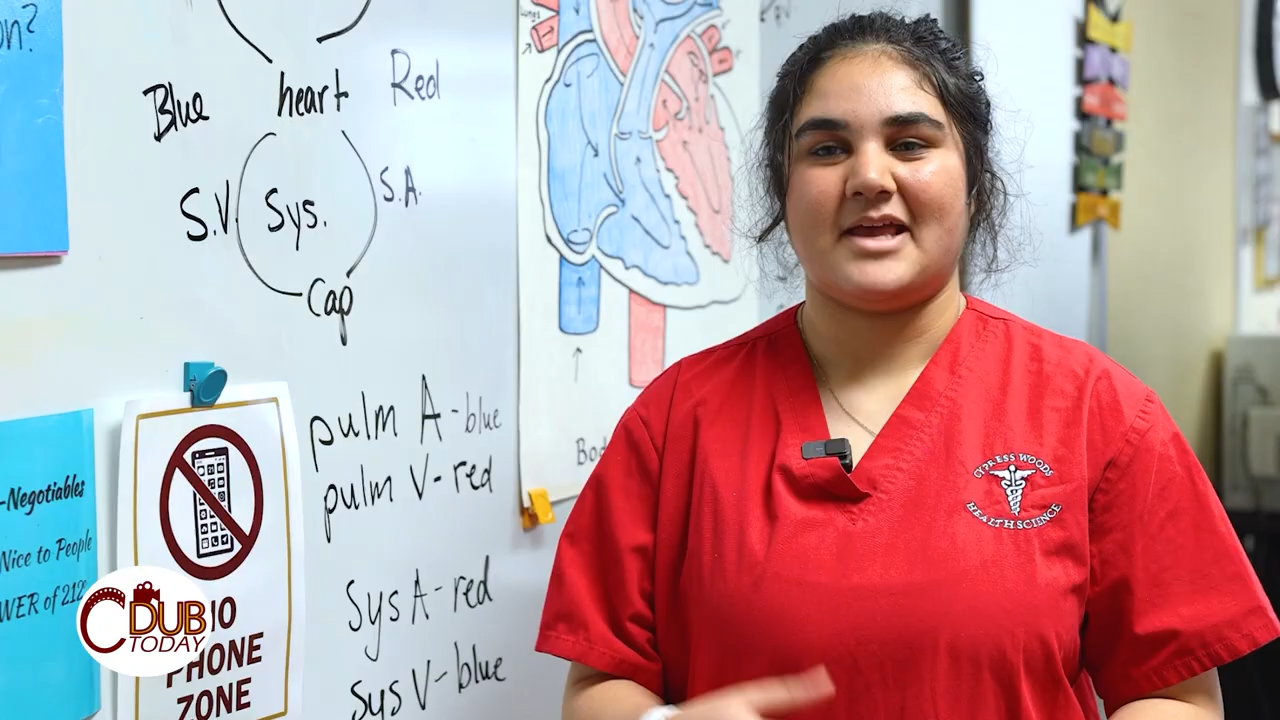 on?
Blue
heart
Red
S.V
Sys.
S.A.
Cap
pulm A-blue
pulm V-red
Sys A-red
sys V-blue
Lungs
-Negotiables
Nice to People
WER of 212
PHONE
ZONE
C DUB
TODAY
CYPRESS WOODS
HEALTH SCIENCE